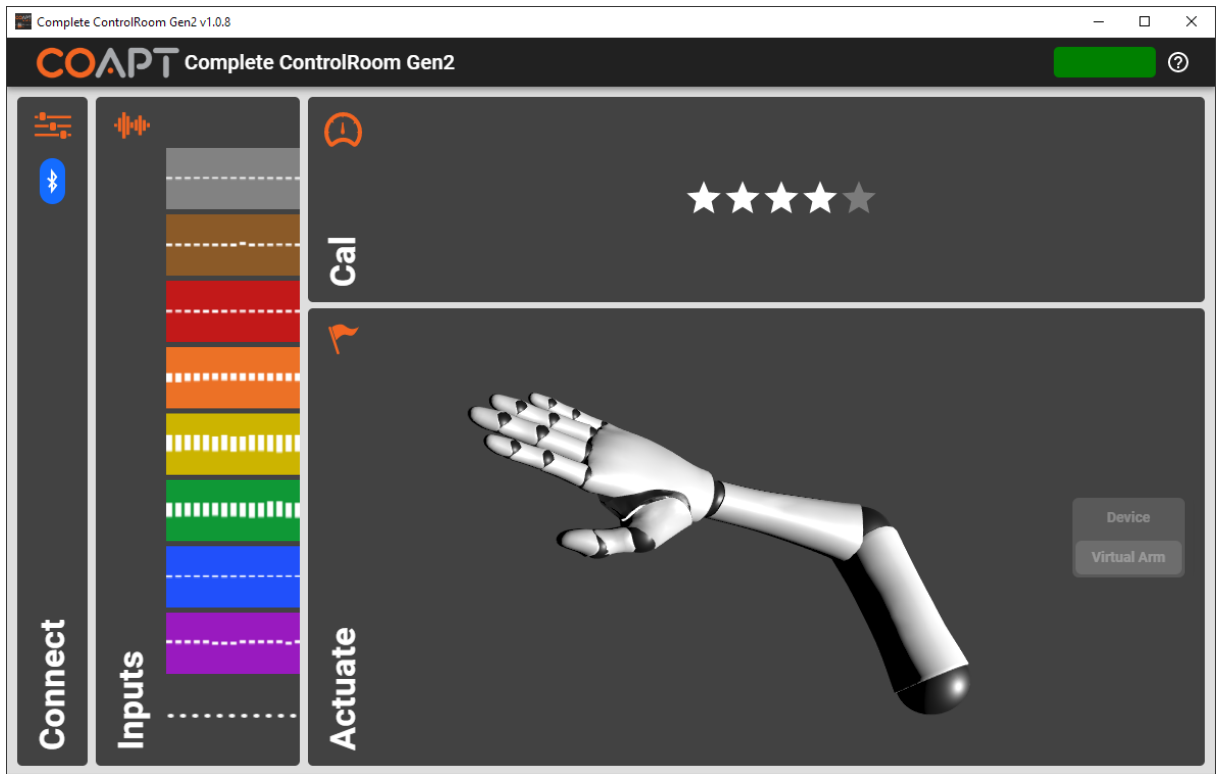 Complete ControlRoom Gen2 v1.0.8
COAPT Complete ControlRoom Gen2
Connect
Inputs
Cal
Actuate
Device
Virtual Arm